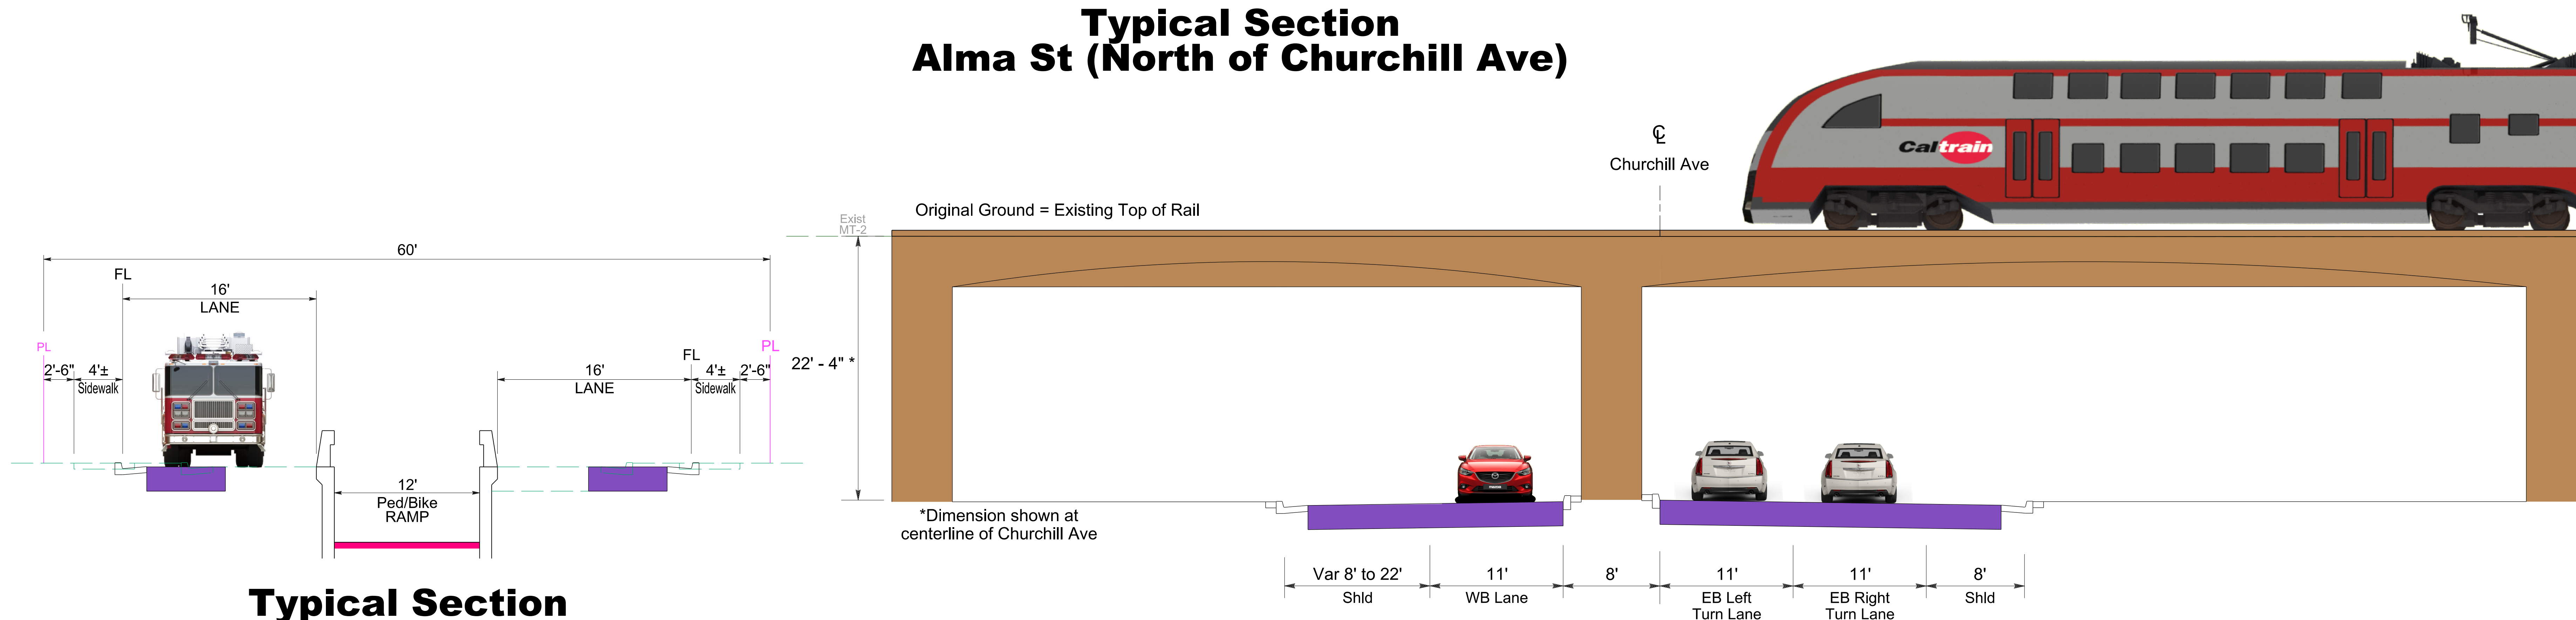 Typical Section
Alma St (North of Churchill Ave)
60'
FL
16'
LANE
PL
2'-6"
4'±
Sidewalk
16'
LANE
FL
4'±
Sidewalk
PL
2'-6"
12'
Ped/Bike
RAMP
Typical Section
Exist
MT-2
Original Ground = Existing Top of Rail
22' - 4" *
*Dimension shown at
centerline of Churchill Ave
CL
Churchill Ave
Caltrain
Var 8' to 22'
Shld
11'
WB Lane
8'
11'
EB Left
Turn Lane
11'
EB Right
Turn Lane
8'
Shld